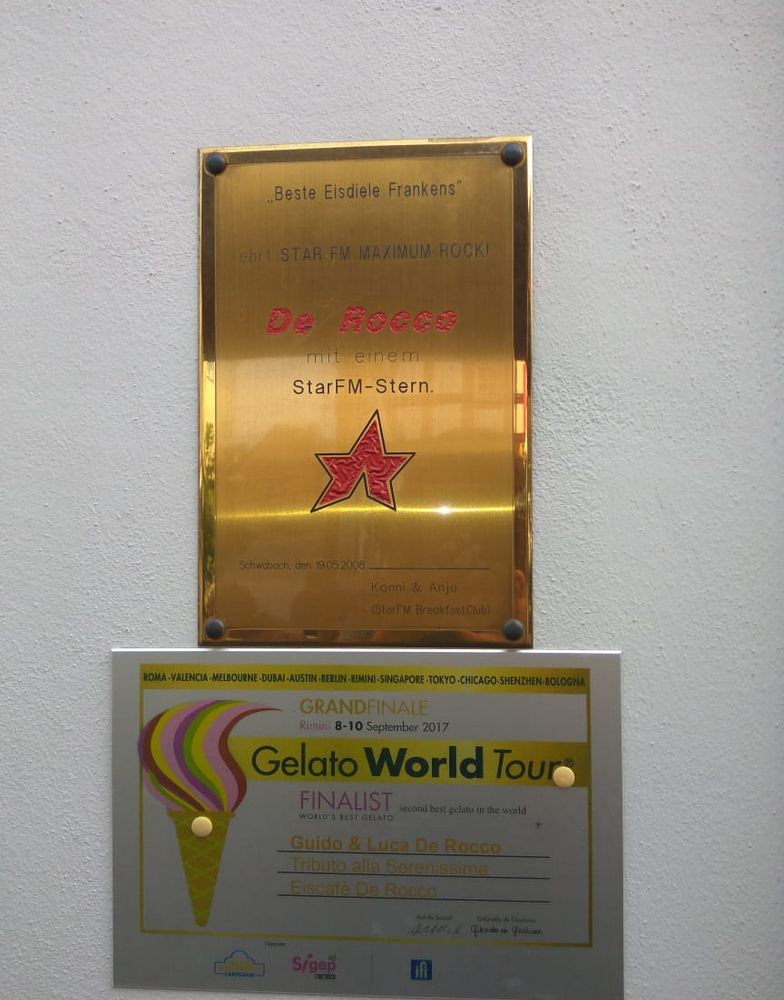 „Beste Eisdiele Frankens"
ehrt STAR FM MAXIMUM ROCK!
De Rocco
mit einem
StarFM-Stern.
Schwabach, den 19.05.2008
Konni & Anja
(StarFM BreakfastClub)
ROMA-VALENCIA-MELBOURNE-DUBAI-AUSTIN-BERLIN-RIMINI-SINGAPORE-TOKYO-CHICAGO-SHENZHEN-BOLOGNA
GRANDFINALE
Rimini 8-10 September 2017
Gelato World Tour®
FINALIST second best gelato in the world
WORLD'S BEST GELATO
Guido & Luca De Rocco
Tributo alla Serenissima
Eiscafé De Rocco
CARPIGIANI
Sigep
ifi